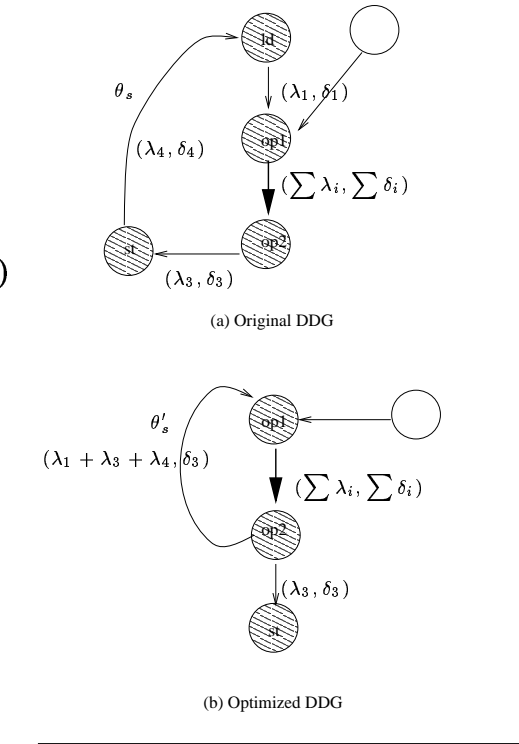 ld
θ_s
(λ_1, δ_1)
(λ_4, δ_4)
op1
(∑ λ_i, ∑ δ_i)
op2
st
(λ_3, δ_3)
)
(a) Original DDG
op1
θ'_s
(λ_1 + λ_3 + λ_4, δ_3)
(∑ λ_i, ∑ δ_i)
op2
(λ_3, δ_3)
st
(b) Optimized DDG